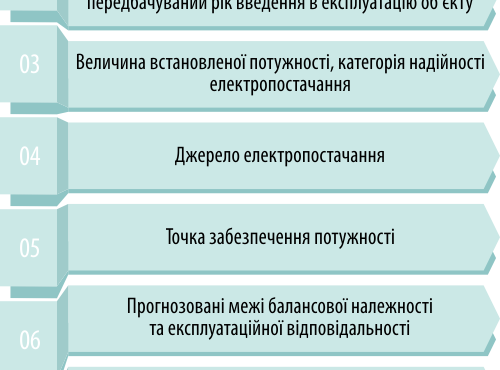 передбачуваний рік введення в експлуатацію об'єкту
03
Величина встановленої потужності, категорія надійності
електропостачання
04
Джерело електропостачання
05
Точка забезпечення потужності
06
Прогнозовані межі балансової належності
та експлуатаційної відповідальності